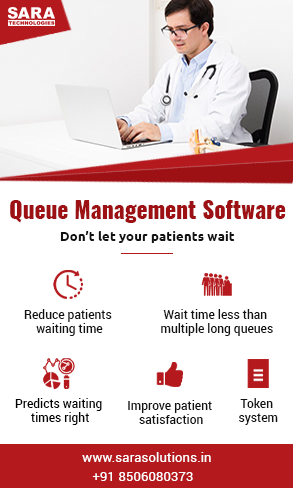 SARA
TECHNOLOGIES
Queue Management Software
Don't let your patients wait
Reduce patients
waiting time
Wait time less than
multiple long queues
Predicts waiting
times right
Improve patient
satisfaction
Token
system
www.sarasolutions.in
+91 8506080373